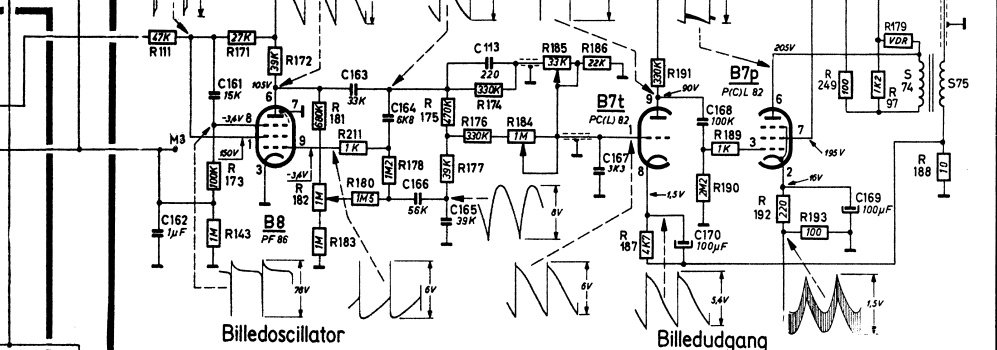 47K
R111
27K
R171
39K
R172
105V
C161
15K
-3,4V
8
6
7
9
1
3
M3
150V
100K
R
173
C162
1µF
1M
R143
B8
PF 86
-3,4V
R
181
680K
R
182
1M
1M
R183
C163
33K
R211
1K
C164
6K8
1M2
R178
R180
1M5
C166
56K
C165
39K
R
175
470K
C113
220
330K
R174
R176
330K
39K
R177
R185
33K
R186
22K
R184
1M
B7t
PC(L) 82
9
1
8
C167
3K3
330K
R191
90V
C168
100K
R189
1K
2M2
R190
1,5V
R
187
4K7
C170
100µF
B7p
P(C)L 82
205V
6
7
3
2
195V
16V
R
192
220
R193
100
C169
100µF
R
249
100
R179
VDR
1K2
R
97
S
74
S75
R
188
10
8V
78V
6V
6V
5,4V
1,5V
Billedoscillator
Billedudgang